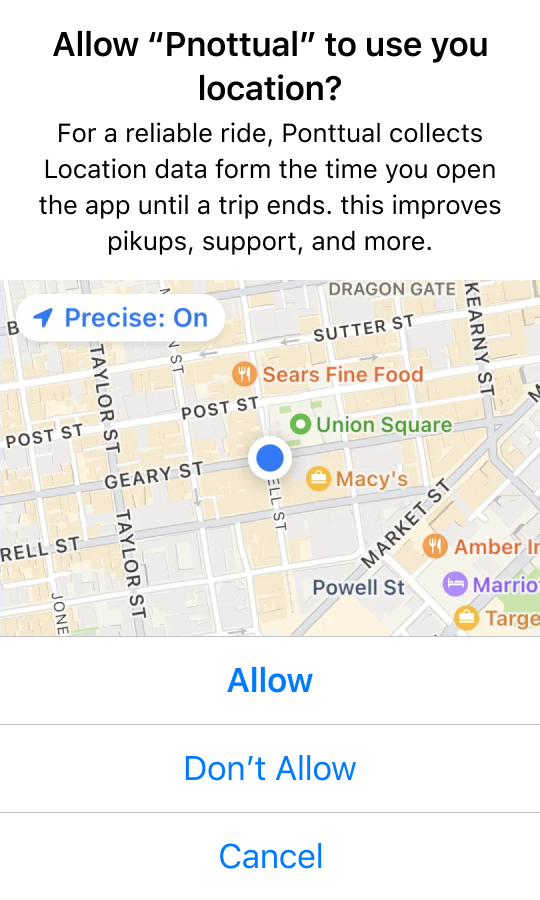 Allow “Pnottual” to use you
location?
For a reliable ride, Ponttual collects
Location data form the time you open
the app until a trip ends. this improves
pikups, support, and more.
DRAGON GATE
KEARNY ST
B
Precise: On
SUTTER ST
N ST
TAYLOR ST
Sears Fine Food
POST ST
Union Square
POST ST
GEARY ST
Macy's
ELL ST
MARKET ST
TAYLOR ST
RELL ST
Amber In
Powell St
Marrio
JONE
Targe
M
Allow
Don’t Allow
Cancel